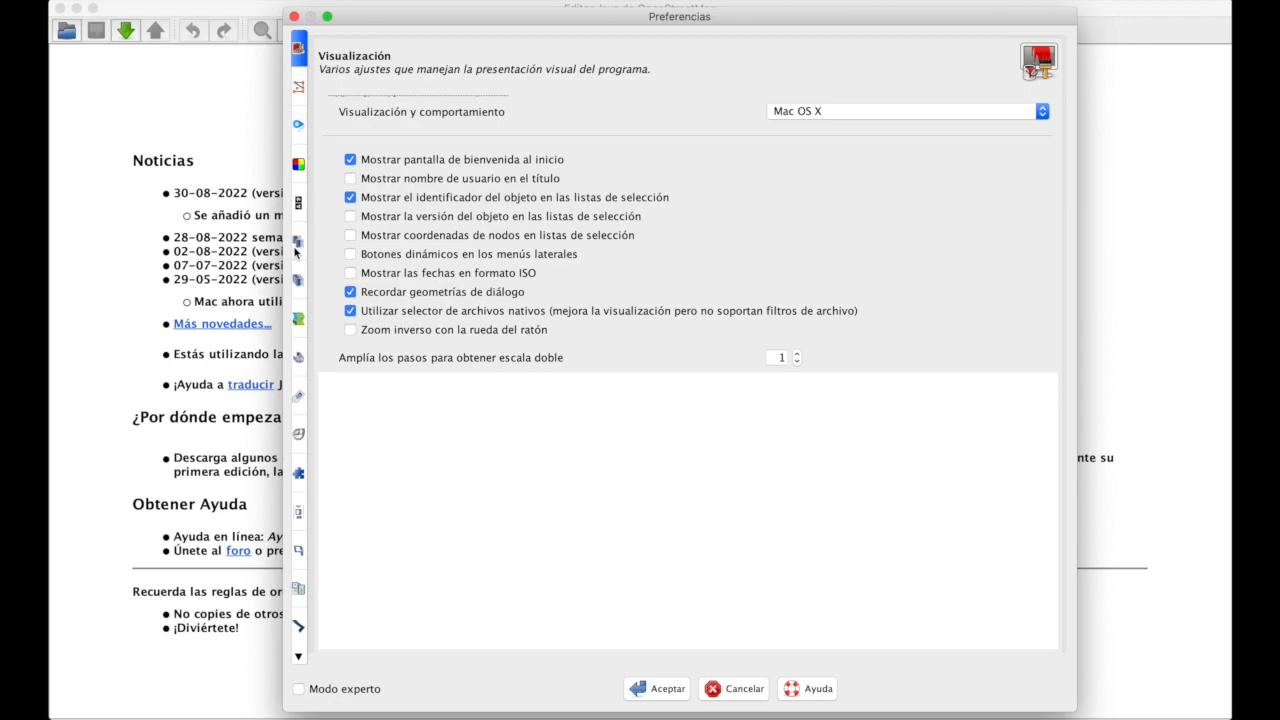 Preferencias
Visualización
Varios ajustes que manejan la presentación visual del programa.
Visualización y comportamiento
Mac OS X
Mostrar pantalla de bienvenida al inicio
Mostrar nombre de usuario en el título
Mostrar el identificador del objeto en las listas de selección
Mostrar la versión del objeto en las listas de selección
Mostrar coordenadas de nodos en listas de selección
Botones dinámicos en los menús laterales
Mostrar las fechas en formato ISO
Recordar geometrías de diálogo
Utilizar selector de archivos nativos (mejora la visualización pero no soportan filtros de archivo)
Zoom inverso con la rueda del ratón
Amplía los pasos para obtener escala doble
1
Modo experto
Aceptar
Cancelar
Ayuda
Noticias
30-08-2022 (versi
Se añadió un m
28-08-2022 sema
02-08-2022 (versi
07-07-2022 (versi
29-05-2022 (versi
Mac ahora utili
Más novedades...
Estás utilizando la
¡Ayuda a traducir J
¿Por dónde empeza
Descarga algunos
nte su
primera edición, la
Obtener Ayuda
Ayuda en línea: Ay
Únete al foro o pre
Recuerda las reglas de or
No copies de otros
¡Diviértete!